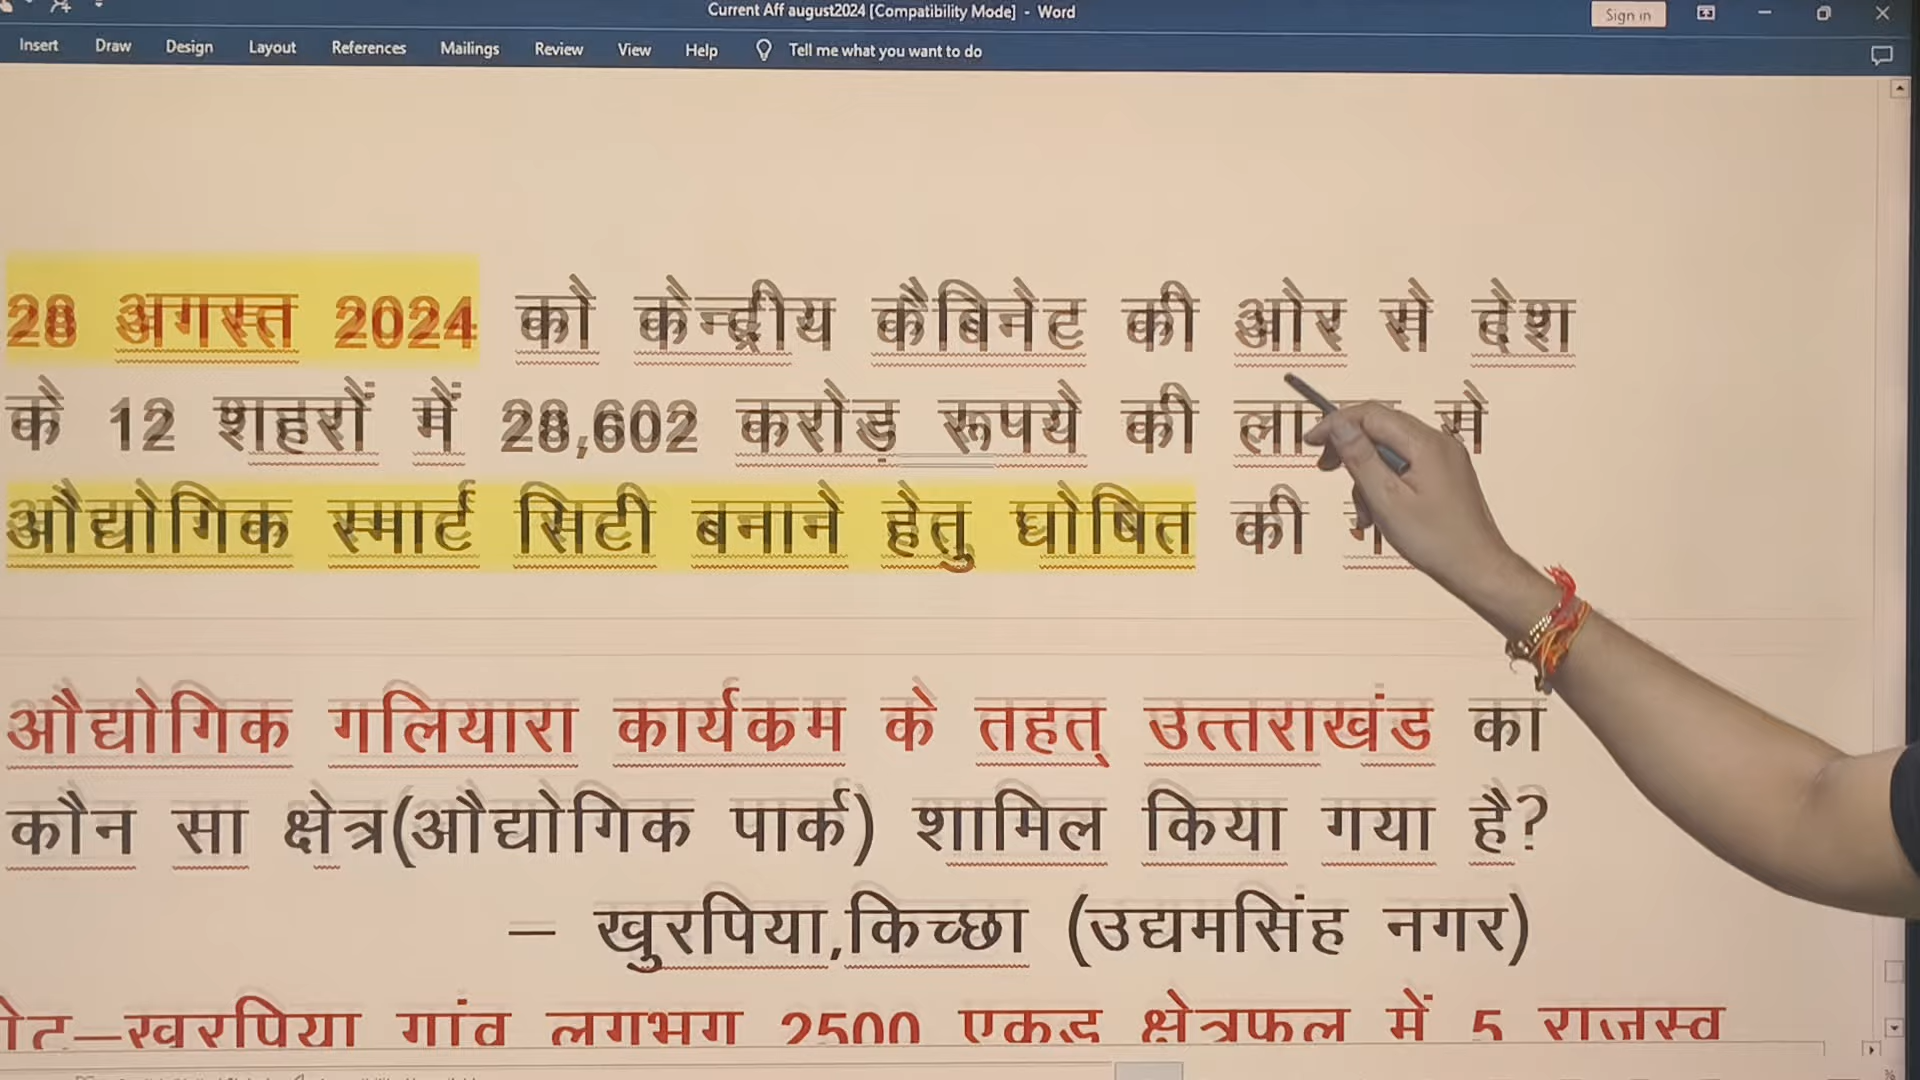 Current Aff august2024 [Compatibility Mode] - Word
Sign in
Insert Draw Design Layout References Mailings Review View Help Tell me what you want to do
28 अगस्त 2024 को केन्द्रीय कैबिनेट की ओर से देश
के 12 शहरों में 28,602 करोड़ रूपये की से
औद्योगिक स्मार्ट सिटी बनाने हेतु घोषित की
औद्योगिक गलियारा कार्यक्रम के तहत् उत्तराखंड का
कौन सा क्षेत्र(औद्योगिक पार्क) शामिल किया गया है?
– खुरपिया,किच्छा (उद्यमसिंह नगर)
गांव लगभग 2500 एकड क्षेत्रफल में 5 राजस्व